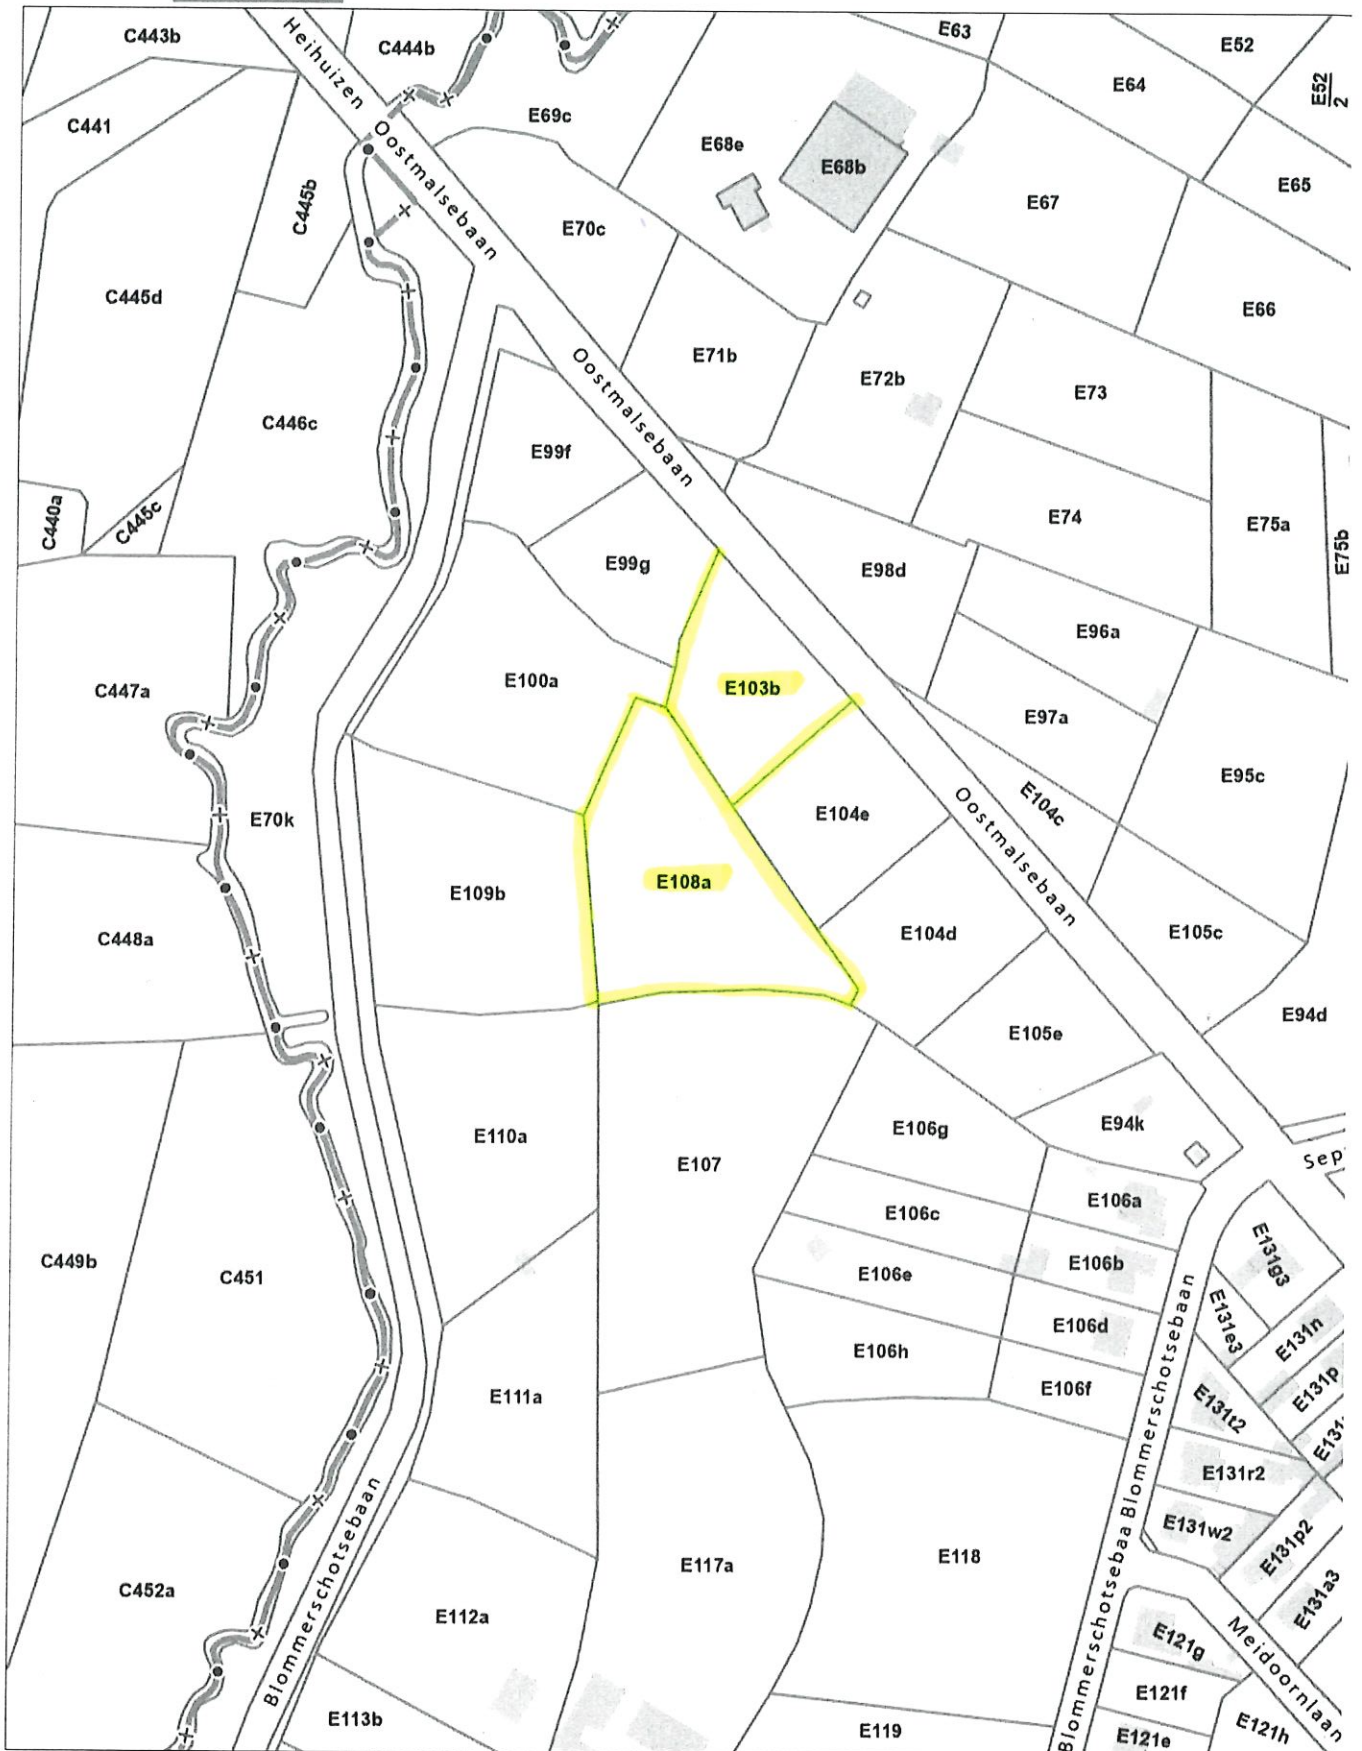 C443b
C444b
E63
E52
E64
E52
2
Heihuizen
C441
E69c
Oostmalsebaan
E68e
E68b
E65
C445b
E70c
E67
C445d
E66
E71b
Oostmalsebaan
E72b
E73
C446c
E99f
C440a
C445c
E74
E75a
E75b
E99g
E98d
E96a
C447a
E100a
E103b
E97a
E95c
E70k
E104e
Oostmalsebaan
E104c
E109b
E108a
C448a
E104d
E105c
E105e
E94d
E110a
E107
E106g
E94k
Sep
E106a
E106c
C449b
C451
E106e
E106b
E131g3
E106d
E131e3
E131n
E106h
E106f
E131p
E111a
E131t2
E131
Blommerschotsebaan
E131r2
E131w2
E131p2
C452a
Blommerschotsebaan
E112a
E117a
E118
E131a3
Blommerschotsebaa
E121g
Meidoornlaan
E121f
E113b
E119
E121e
E121h